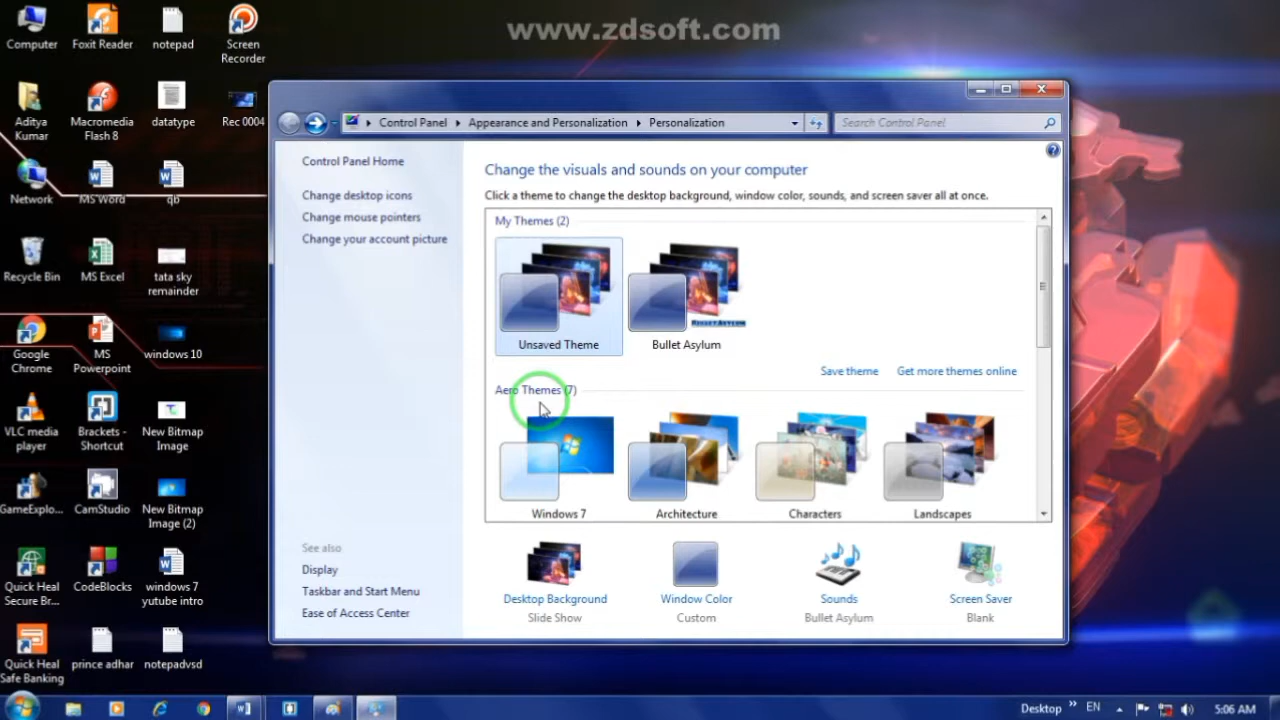 www.zdsoft.com
Computer
Foxit Reader
notepad
Screen
Recorder
Aditya
Kumar
Macromedia
Flash 8
datatype
Rec 0004
Network
MS Word
qb
Recycle Bin
MS Excel
tata sky
remainder
Google
Chrome
MS
Powerpoint
windows 10
VLC media
player
Brackets -
Shortcut
New Bitmap
Image
GameExplo...
CamStudio
New Bitmap
Image (2)
Quick Heal
Secure Br...
CodeBlocks
windows 7
yutube intro
Quick Heal
Safe Banking
prince adhar
notepadvsd
Control Panel
Appearance and Personalization
Personalization
Search Control Panel
Control Panel Home
Change desktop icons
Change mouse pointers
Change your account picture
See also
Display
Taskbar and Start Menu
Ease of Access Center
Change the visuals and sounds on your computer
Click a theme to change the desktop background, window color, sounds, and screen saver all at once.
My Themes (2)
Unsaved Theme
Bullet Asylum
Save theme
Get more themes online
Aero Themes (7)
Windows 7
Architecture
Characters
Landscapes
Desktop Background
Slide Show
Window Color
Custom
Sounds
Bullet Asylum
Screen Saver
Blank
Desktop
EN
5:06 AM